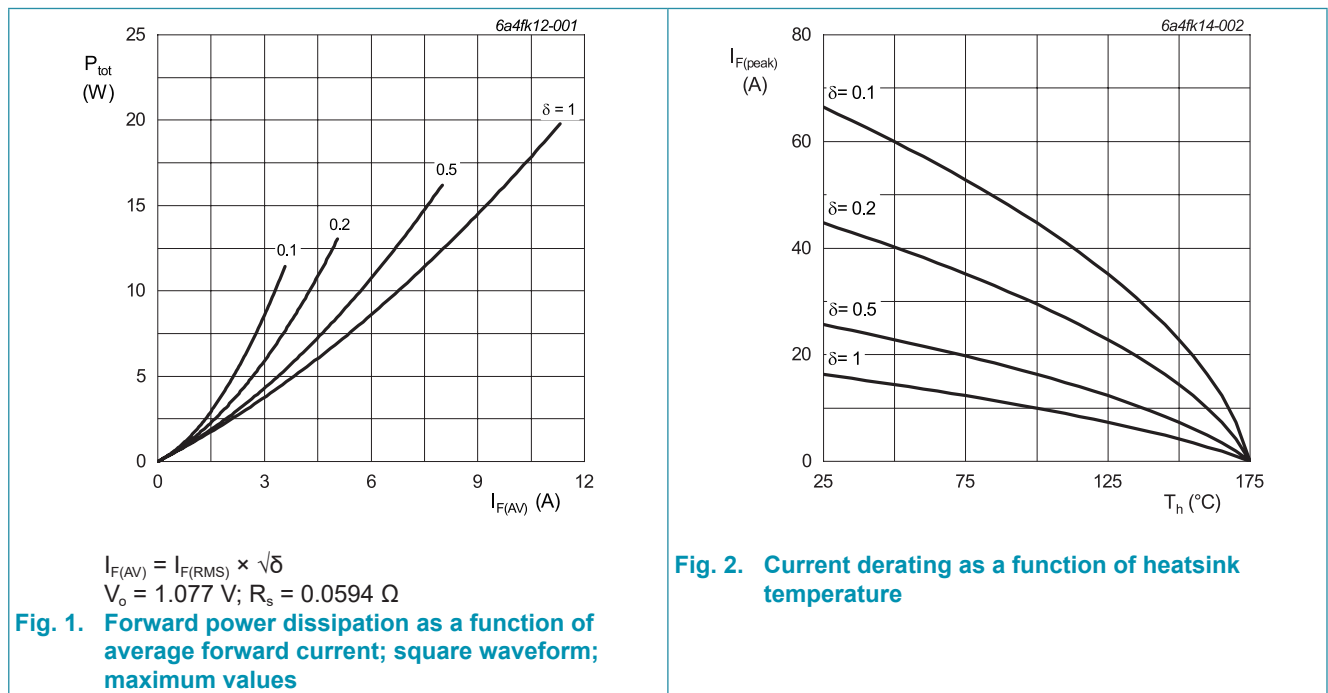 6a4fk12-001
25
20
15
10
5
0
P_tot
(W)
δ = 1
0.5
0.2
0.1
0 3 6 9 12
I_F(AV) (A)
I_F(AV) = I_F(RMS) × √δ
V_o = 1.077 V; R_s = 0.0594 Ω
Fig. 1. Forward power dissipation as a function of
average forward current; square waveform;
maximum values
6a4fk14-002
80
60
40
20
0
I_F(peak)
(A)
δ= 0.1
δ= 0.2
δ= 0.5
δ= 1
25 75 125 175
T_h (°C)
Fig. 2. Current derating as a function of heatsink
temperature